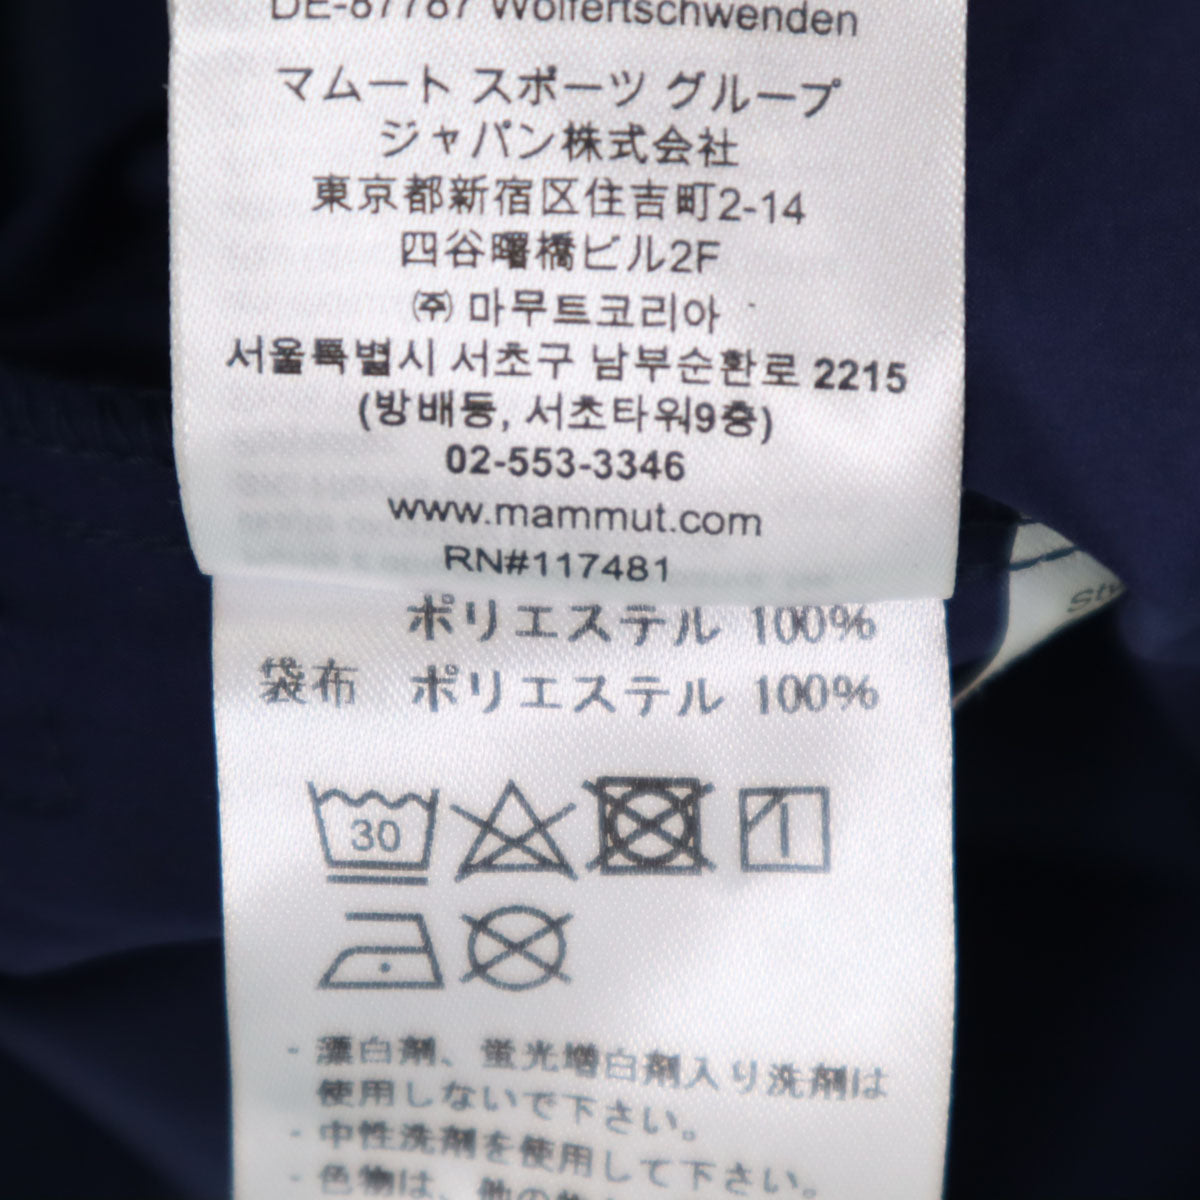 DE-87787 Wolfertschwenden
マムート スポーツ グループ
ジャパン株式会社
東京都新宿区住吉町2-14
四谷曙橋ビル2F
㈜ 마무트코리아
서울특별시 서초구 남부순환로 2215
(방배동, 서초타워9층)
02-553-3346
www.mammut.com
RN#117481
ポリエステル 100%
袋布 ポリエステル 100%
30
- 漂白剤、蛍光増白剤入り洗剤は
使用しないで下さい。
- 中性洗剤を使用して下さい。
- 色物は、他の物